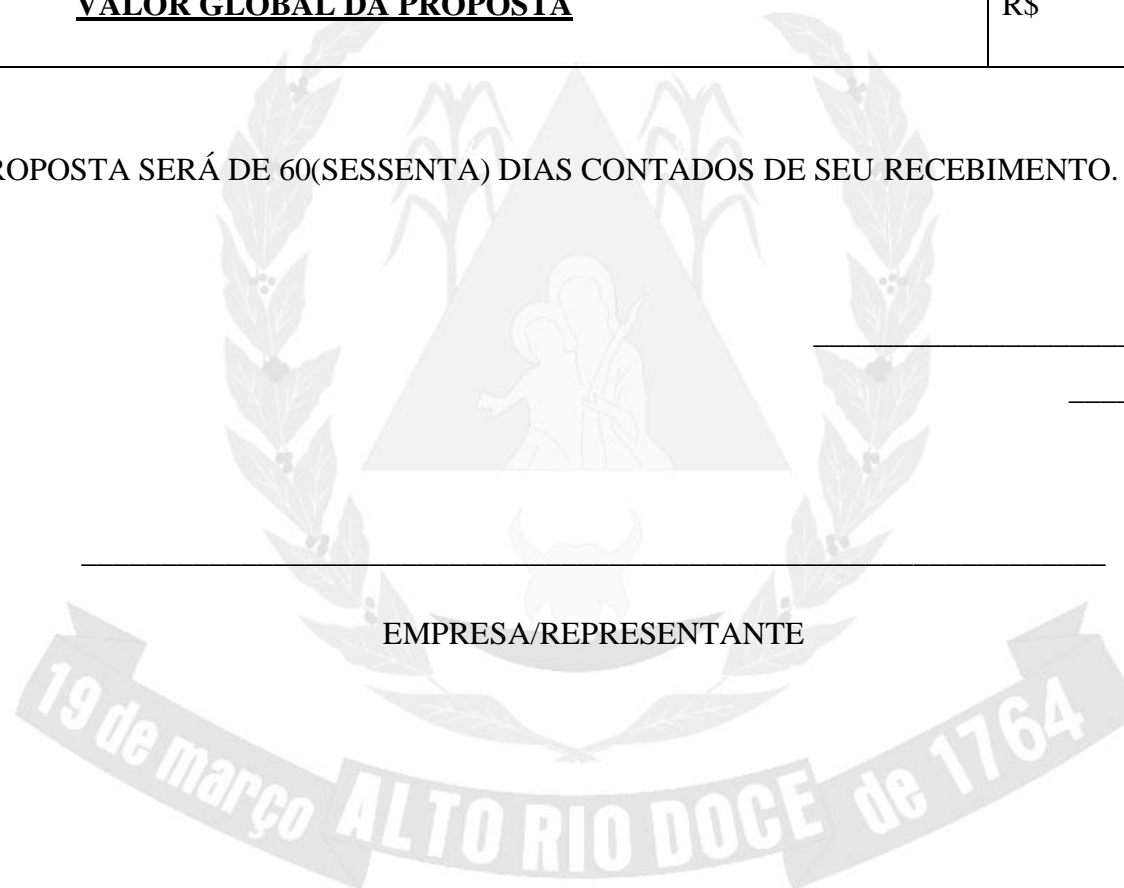 VALOR GLOBAL DA PROPOSTA R$
ROPOSTA SERÁ DE 60(SESSENTA) DIAS CONTADOS DE SEU RECEBIMENTO.
EMPRESA/REPRESENTANTE
19 de março ALTO RIO DOCE de 1764